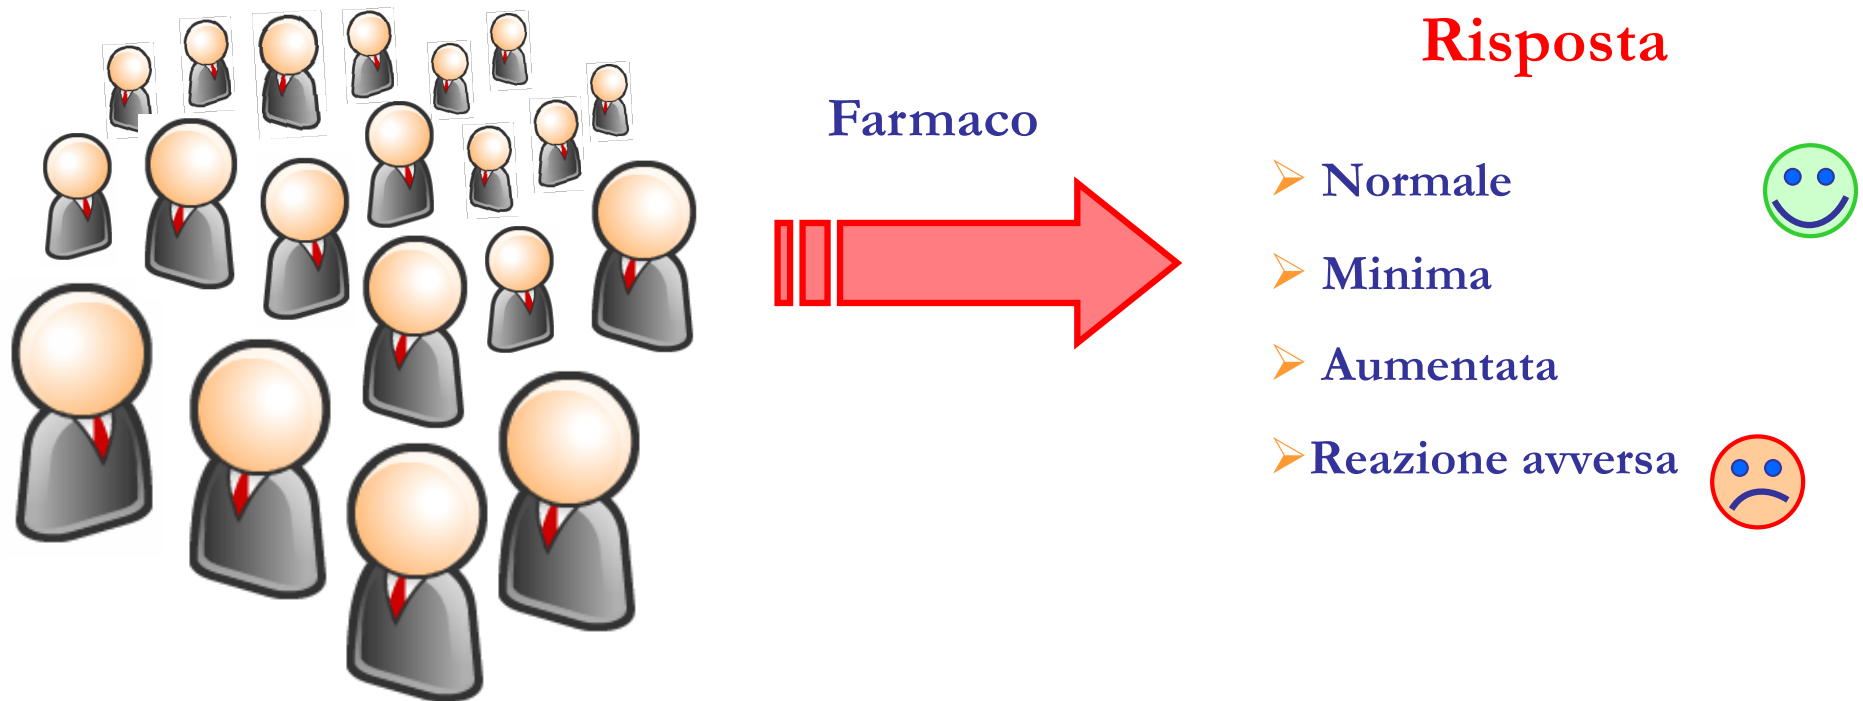 Risposta
Farmaco
Normale
Minima
Aumentata
Reazione avversa